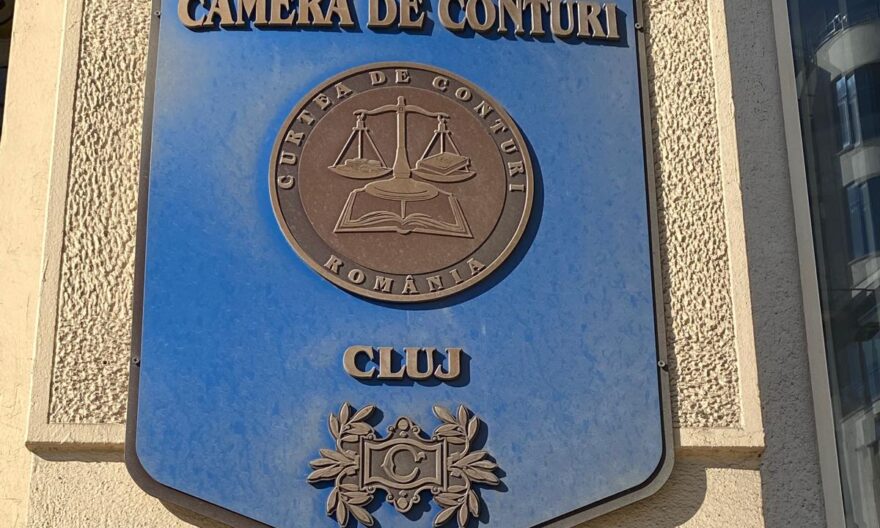 CAMERA DE CONTURI
CURTEA DE CONTURI
ROMÂNIA
CLUJ